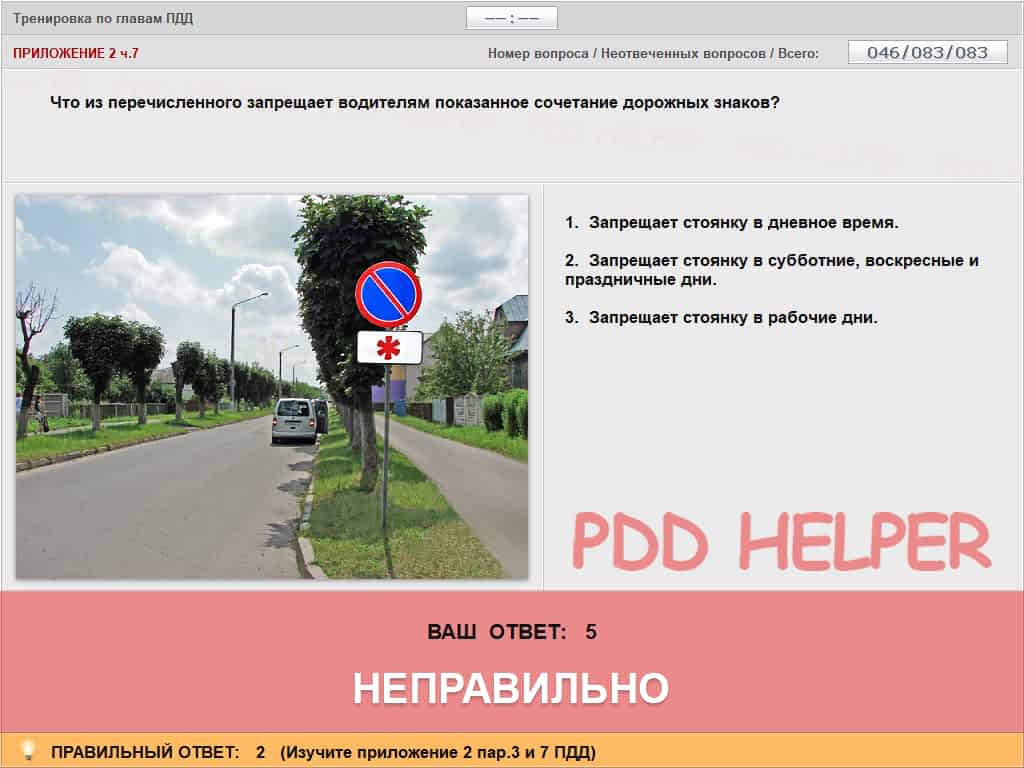 Тренировка по главам ПДД
—— : ——
ПРИЛОЖЕНИЕ 2 ч.7
Номер вопроса / Неотвеченных вопросов / Всего:
046/083/083
Что из перечисленного запрещает водителям показанное сочетание дорожных знаков?
1. Запрещает стоянку в дневное время.
2. Запрещает стоянку в субботние, воскресные и
праздничные дни.
3. Запрещает стоянку в рабочие дни.
PDD HELPER
ВАШ ОТВЕТ: 5
НЕПРАВИЛЬНО
ПРАВИЛЬНЫЙ ОТВЕТ: 2 (Изучите приложение 2 пар.3 и 7 ПДД)